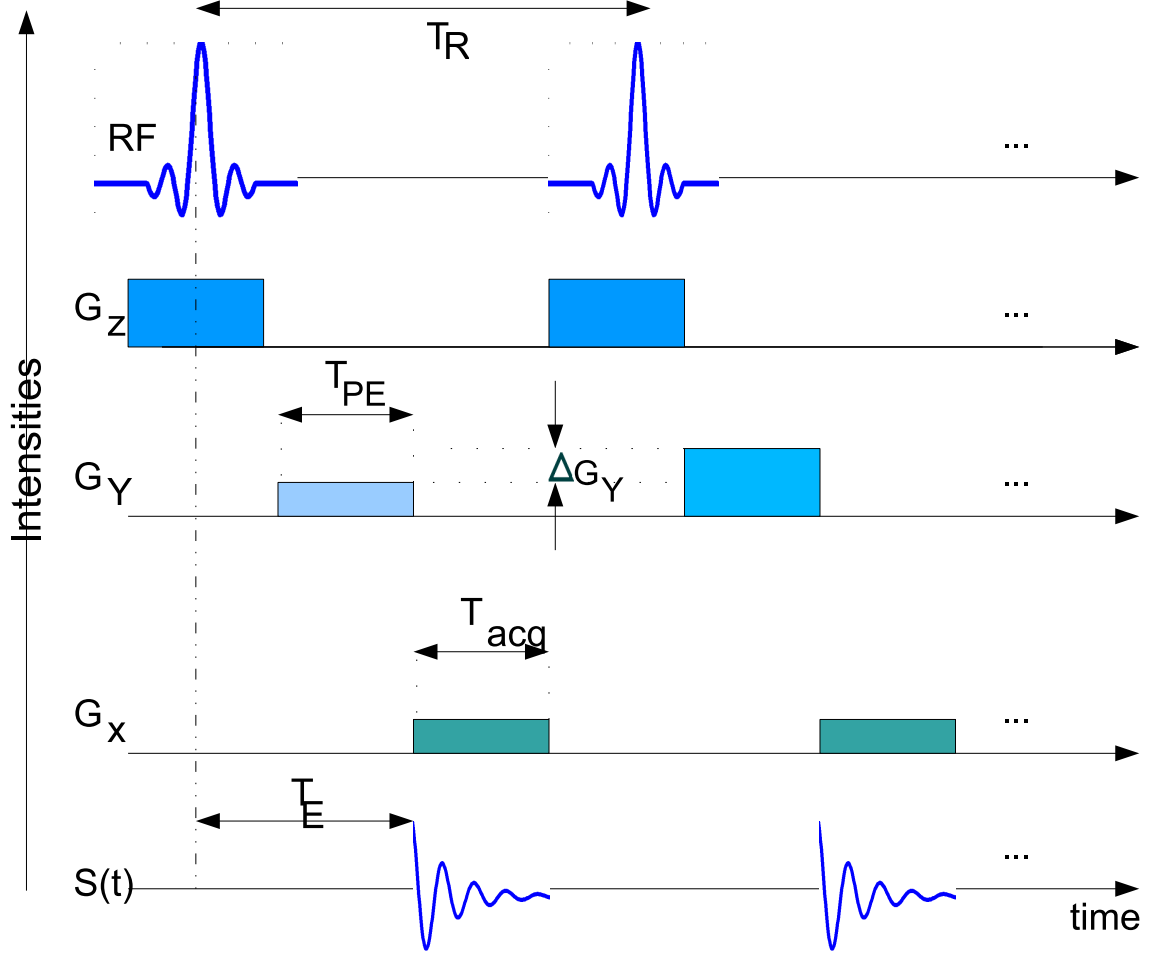 TR
RF
...
Gz
...
TPE
ΔGY
GY
...
Intensities
Tacq
Gx
...
TE
...
S(t)
time